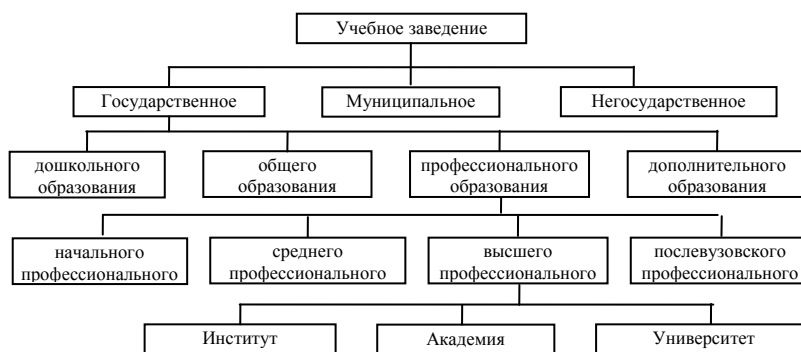 Учебное заведение
Государственное
Муниципальное
Негосударственное
дошкольного
образования
общего
образования
профессионального
образования
дополнительного
образования
начального
профессионального
среднего
профессионального
высшего
профессионального
послевузовского
профессионального
Институт
Академия
Университет